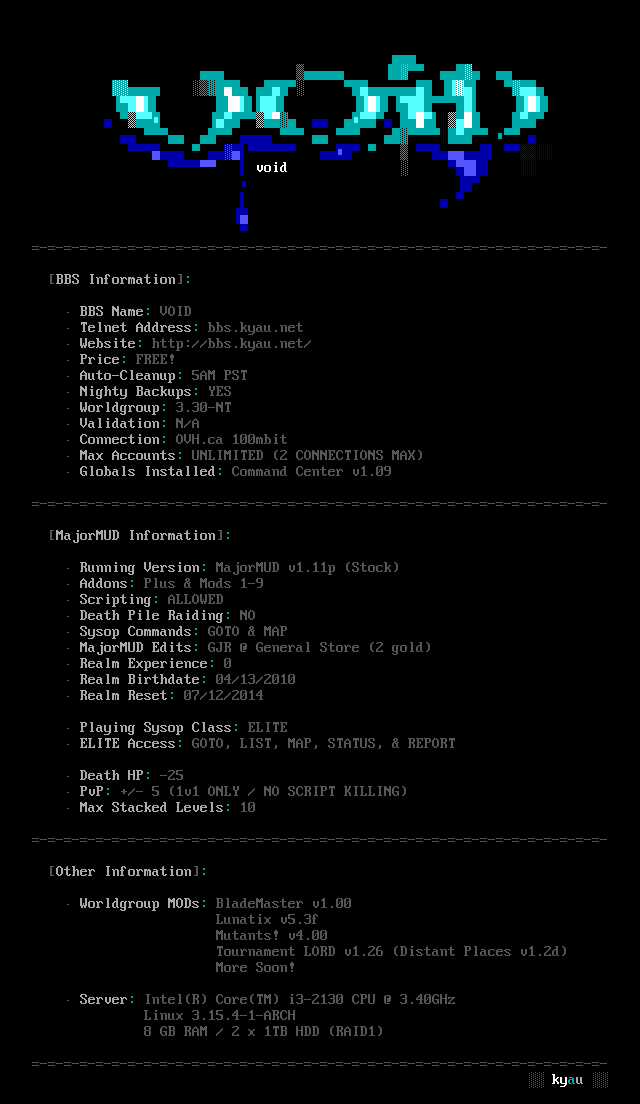 void
[BBS Information]:
· BBS Name: VOID
· Telnet Address: bbs.kyau.net
· Website: http://bbs.kyau.net/
· Price: FREE!
· Auto-Cleanup: 5AM PST
· Nighty Backups: YES
· Worldgroup: 3.30-NT
· Validation: N/A
· Connection: OVH.ca 100mbit
· Max Accounts: UNLIMITED (2 CONNECTIONS MAX)
· Globals Installed: Command Center v1.09
[MajorMUD Information]:
· Running Version: MajorMUD v1.11p (Stock)
· Addons: Plus & Mods 1-9
· Scripting: ALLOWED
· Death Pile Raiding: NO
· Sysop Commands: GOTO & MAP
· MajorMUD Edits: GJR @ General Store (2 gold)
· Realm Experience: 0
· Realm Birthdate: 04/13/2010
· Realm Reset: 07/12/2014
· Playing Sysop Class: ELITE
· ELITE Access: GOTO, LIST, MAP, STATUS, & REPORT
· Death HP: -25
· PvP: +/- 5 (1v1 ONLY / NO SCRIPT KILLING)
· Max Stacked Levels: 10
[Other Information]:
· Worldgroup MODs: BladeMaster v1.00
Lunatix v5.3f
Mutants! v4.00
Tournament LORD v1.26 (Distant Places v1.2d)
More Soon!
· Server: Intel(R) Core(TM) i3-2130 CPU @ 3.40GHz
Linux 3.15.4-1-ARCH
8 GB RAM / 2 x 1TB HDD (RAID1)
kyau